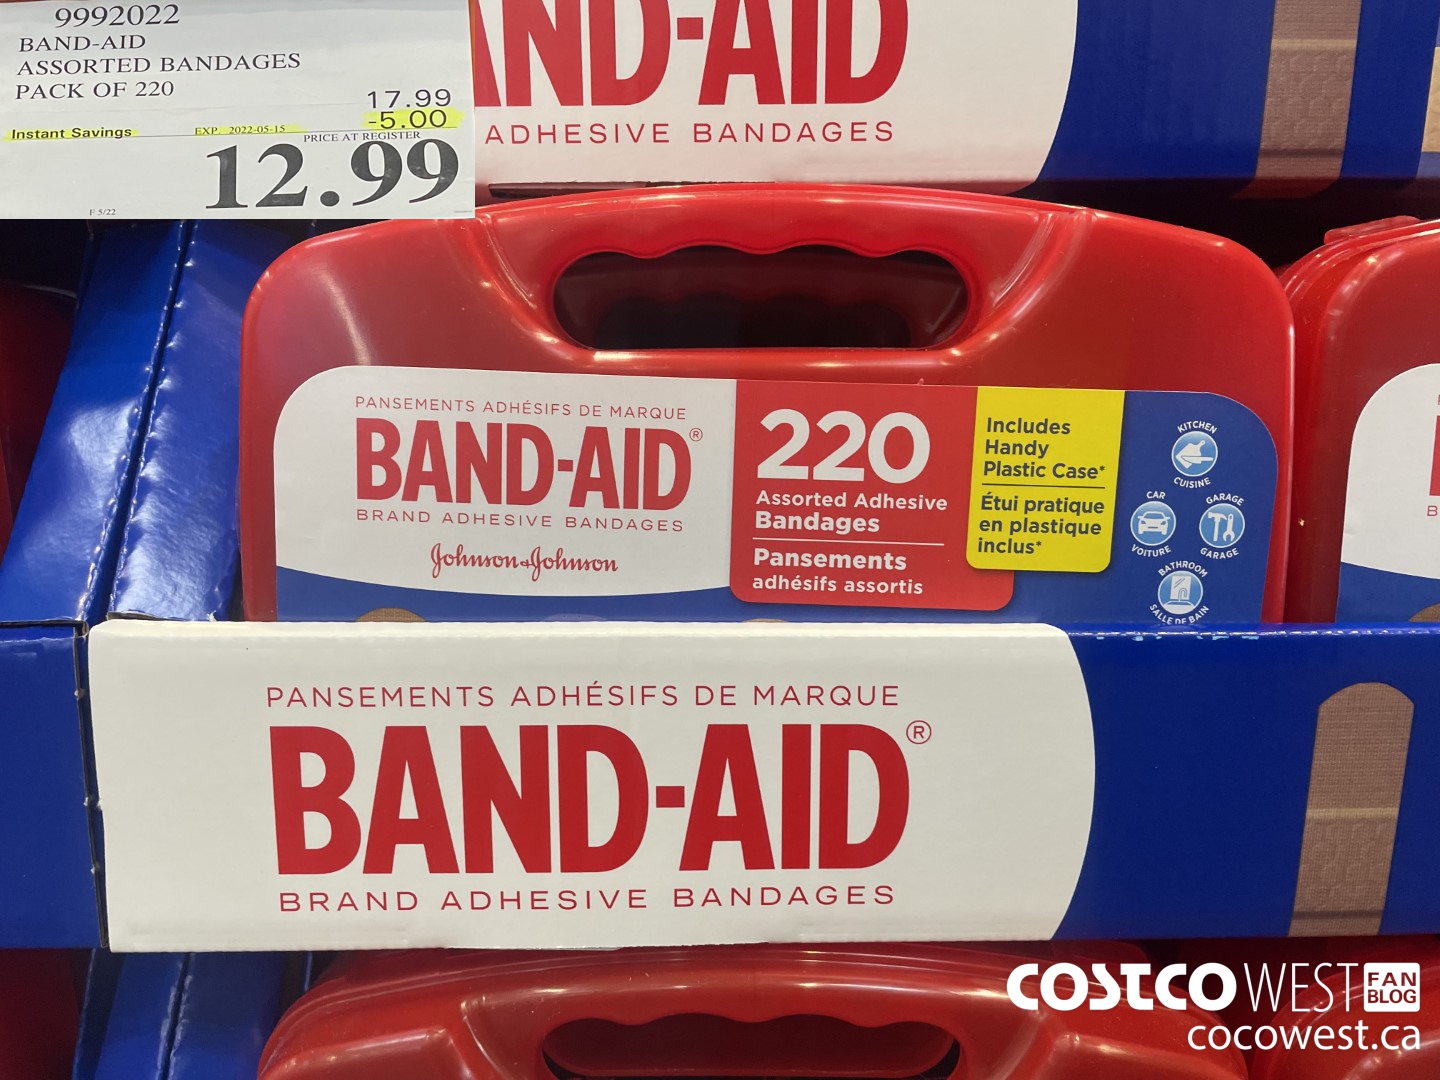 9992022
BAND-AID
ASSORTED BANDAGES
PACK OF 220
17.99
Instant Savings EXP. 2022-05-15 -5.00
PRICE AT REGISTER
12.99
F 5/22
AND-AID
ADHESIVE BANDAGES
PANSEMENTS ADHÉSIFS DE MARQUE
BAND-AID®
BRAND ADHESIVE BANDAGES
Johnson+Johnson
220
Assorted Adhesive
Bandages
Pansements
adhésifs assortis
Includes
Handy
Plastic Case*
Étui pratique
en plastique
inclus*
KITCHEN
CUISINE
CAR
VOITURE
GARAGE
GARAGE
BATHROOM
SALLE DE BAIN
PANSEMENTS ADHÉSIFS DE MARQUE
BAND-AID®
BRAND ADHESIVE BANDAGES
COSTCO WEST FAN
BLOG
cocowest.ca